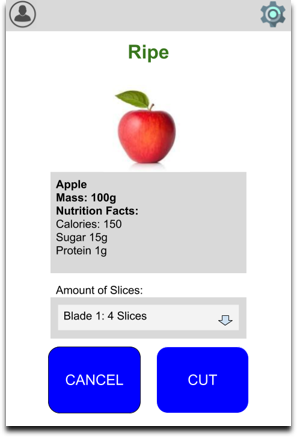 Ripe
Apple
Mass: 100g
Nutrition Facts:
Calories: 150
Sugar 15g
Protein 1g
Amount of Slices:
Blade 1: 4 Slices
CANCEL
CUT